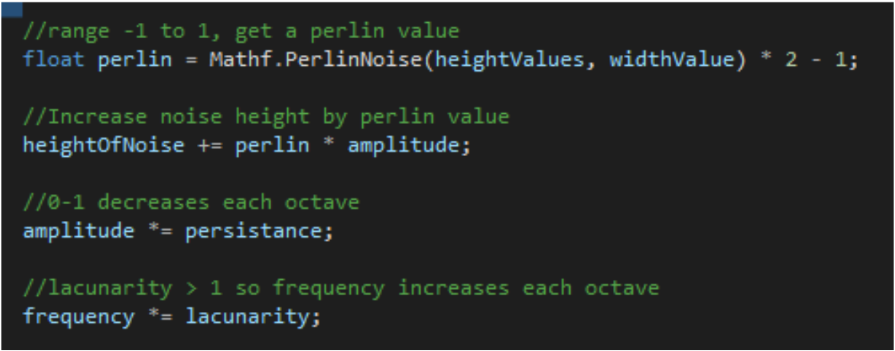 //range -1 to 1, get a perlin value
float perlin = Mathf.PerlinNoise(heightValues, widthValue) * 2 - 1;
//Increase noise height by perlin value
heightOfNoise += perlin * amplitude;
//0-1 decreases each octave
amplitude *= persistance;
//lacunarity > 1 so frequency increases each octave
frequency *= lacunarity;